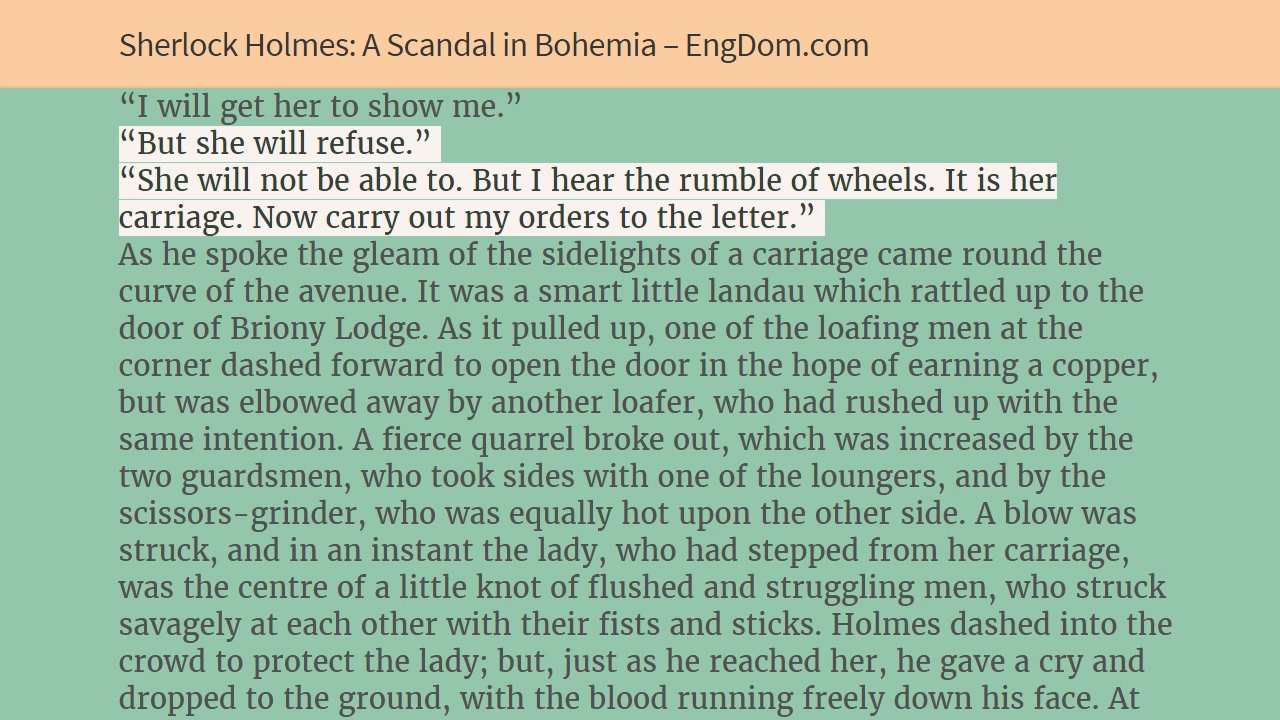 Sherlock Holmes: A Scandal in Bohemia – EngDom.com
“I will get her to show me.”
“But she will refuse.”
“She will not be able to. But I hear the rumble of wheels. It is her
carriage. Now carry out my orders to the letter.”
As he spoke the gleam of the sidelights of a carriage came round the
curve of the avenue. It was a smart little landau which rattled up to the
door of Briony Lodge. As it pulled up, one of the loafing men at the
corner dashed forward to open the door in the hope of earning a copper,
but was elbowed away by another loafer, who had rushed up with the
same intention. A fierce quarrel broke out, which was increased by the
two guardsmen, who took sides with one of the loungers, and by the
scissors-grinder, who was equally hot upon the other side. A blow was
struck, and in an instant the lady, who had stepped from her carriage,
was the centre of a little knot of flushed and struggling men, who struck
savagely at each other with their fists and sticks. Holmes dashed into the
crowd to protect the lady; but, just as he reached her, he gave a cry and
dropped to the ground, with the blood running freely down his face. At